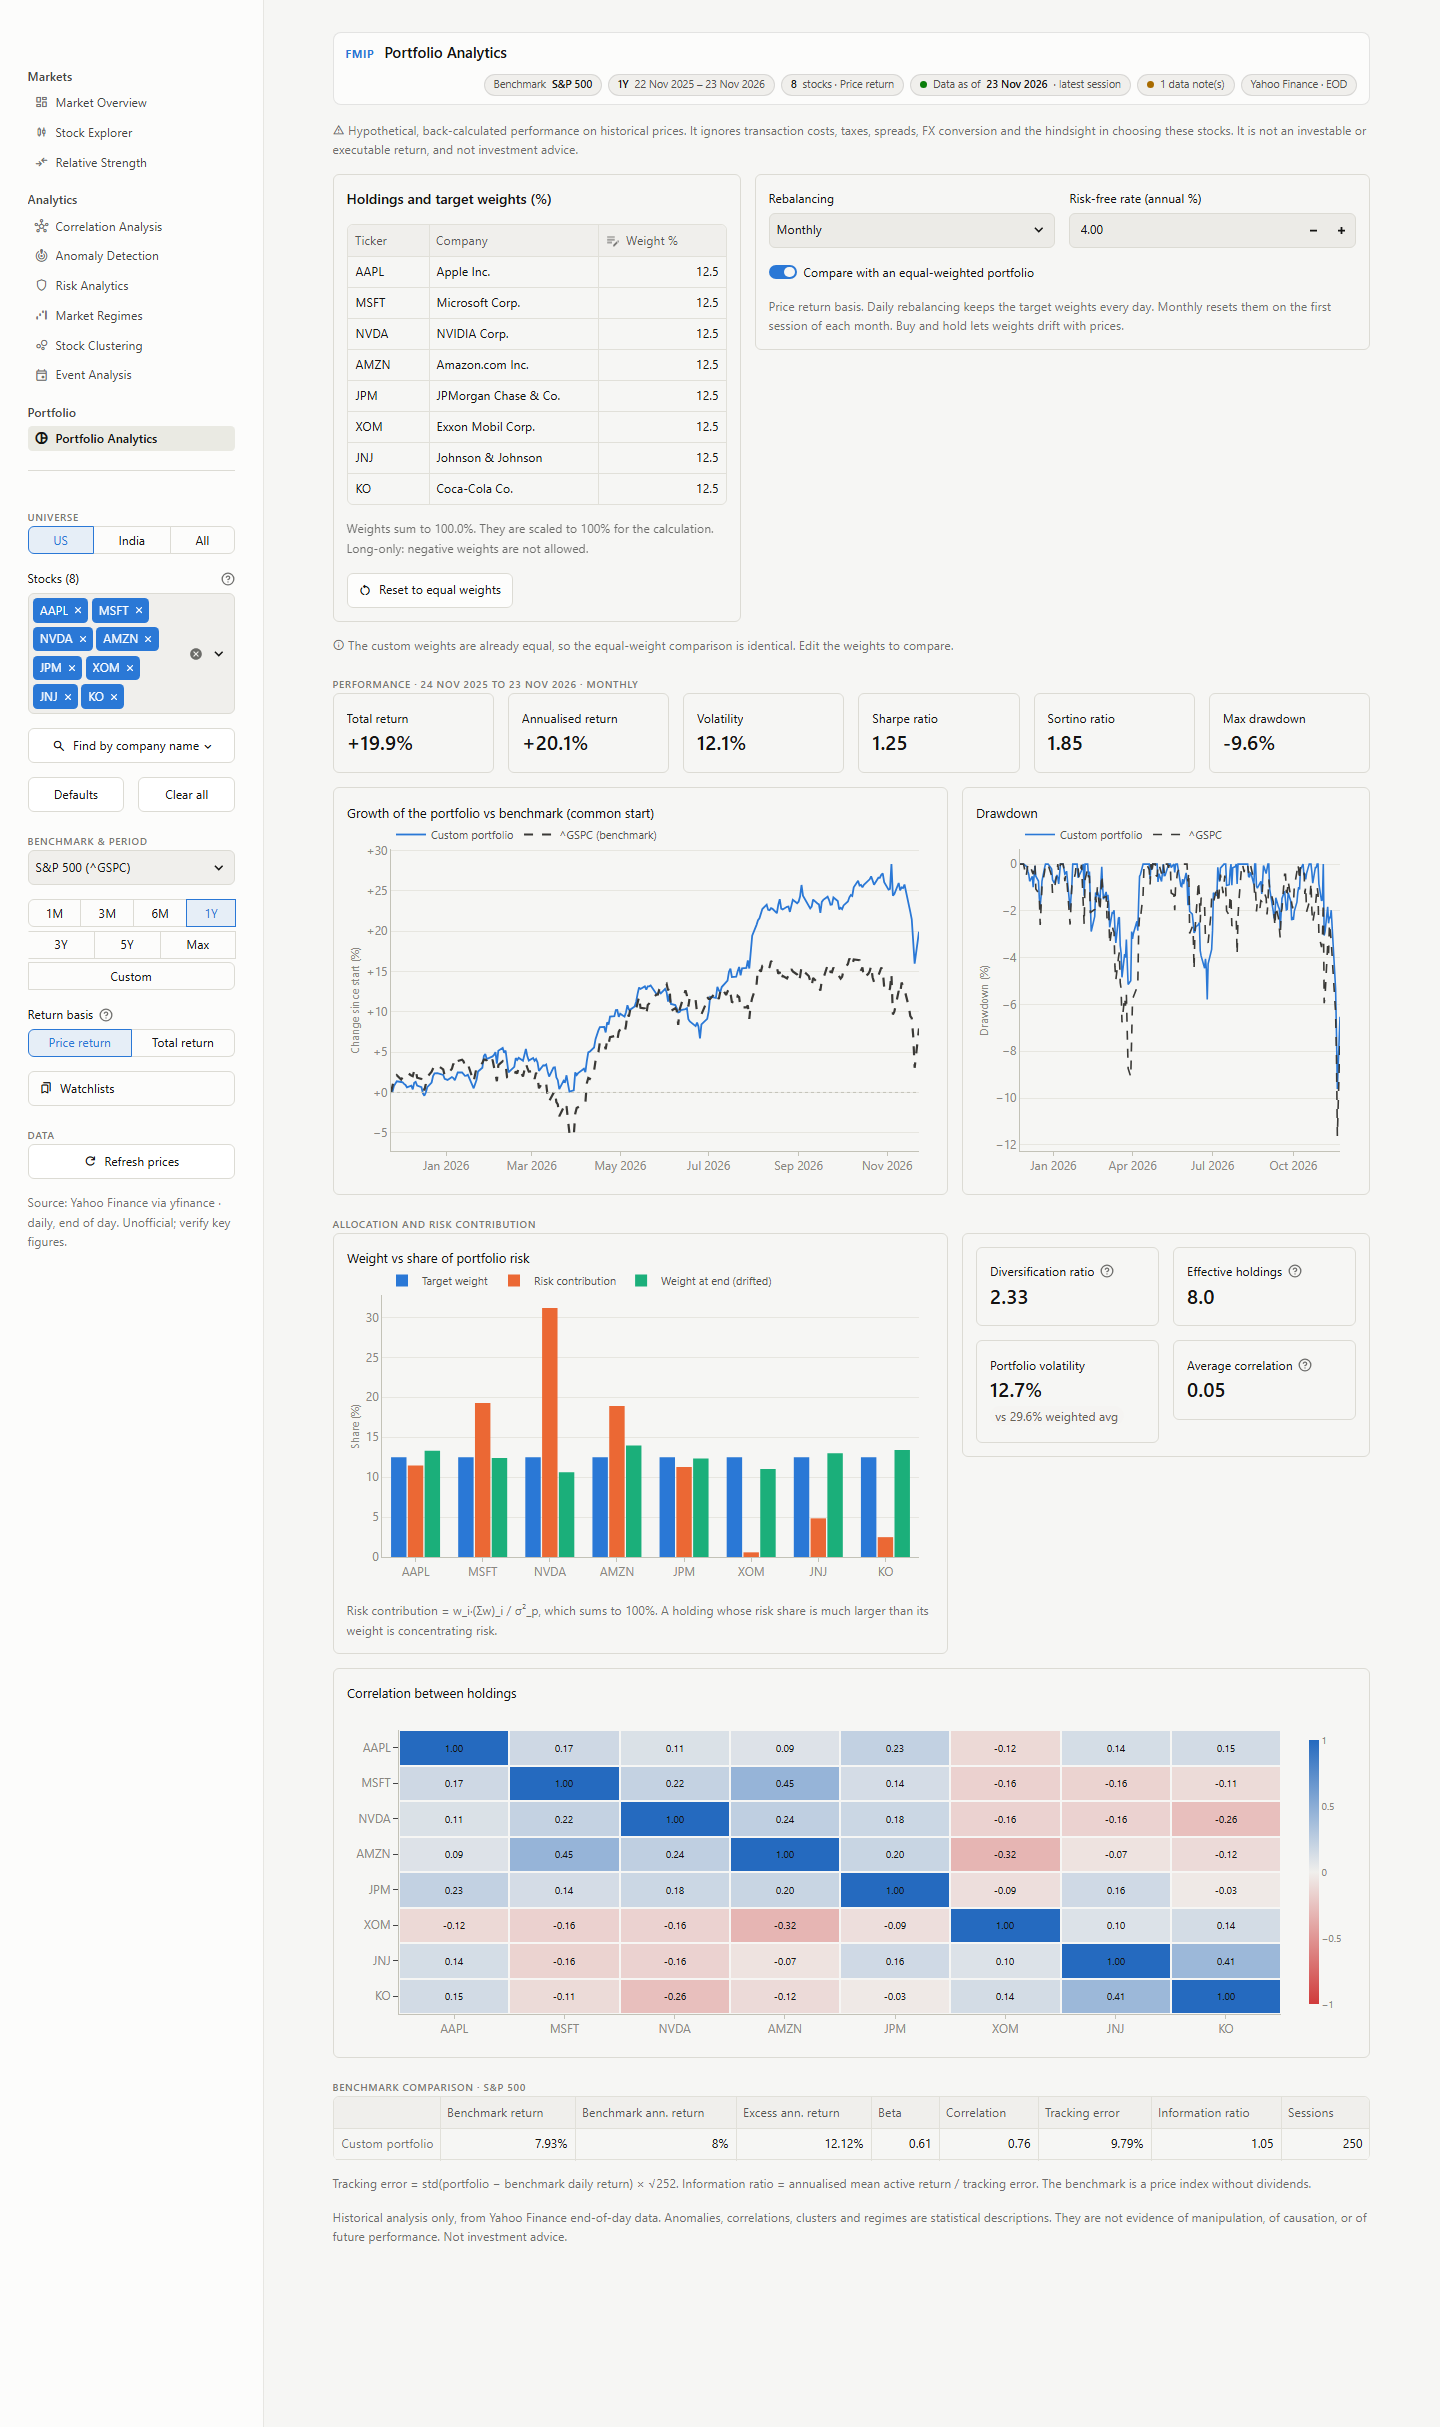 Markets
Market Overview
Stock Explorer
Relative Strength
Analytics
Correlation Analysis
Anomaly Detection
Risk Analytics
Market Regimes
Stock Clustering
Event Analysis
Portfolio
Portfolio Analytics
UNIVERSE
US India All
Stocks (8)
AAPL × MSFT ×
NVDA × AMZN ×
JPM × XOM ×
JNJ × KO ×
Find by company name
Defaults Clear all
BENCHMARK & PERIOD
S&P 500 (^GSPC)
1M 3M 6M 1Y
3Y 5Y Max
Custom
Return basis
Price return Total return
Watchlists
DATA
Refresh prices
Source: Yahoo Finance via yfinance ·
daily, end of day. Unofficial; verify key
figures.
FMIP Portfolio Analytics
Benchmark S&P 500 1Y 22 Nov 2025 – 23 Nov 2026 8 stocks · Price return Data as of 23 Nov 2026 · latest session 1 data note(s) Yahoo Finance · EOD
Hypothetical, back-calculated performance on historical prices. It ignores transaction costs, taxes, spreads, FX conversion and the hindsight in choosing these stocks. It is not an investable or
executable return, and not investment advice.
Holdings and target weights (%)
Ticker Company Weight %
AAPL Apple Inc. 12.5
MSFT Microsoft Corp. 12.5
NVDA NVIDIA Corp. 12.5
AMZN Amazon.com Inc. 12.5
JPM JPMorgan Chase & Co. 12.5
XOM Exxon Mobil Corp. 12.5
JNJ Johnson & Johnson 12.5
KO Coca-Cola Co. 12.5
Weights sum to 100.0%. They are scaled to 100% for the calculation.
Long-only: negative weights are not allowed.
Reset to equal weights
Rebalancing Risk-free rate (annual %)
Monthly 4.00 − +
Compare with an equal-weighted portfolio
Price return basis. Daily rebalancing keeps the target weights every day. Monthly resets them on the first
session of each month. Buy and hold lets weights drift with prices.
The custom weights are already equal, so the equal-weight comparison is identical. Edit the weights to compare.
PERFORMANCE · 24 NOV 2025 TO 23 NOV 2026 · MONTHLY
Total return Annualised return Volatility Sharpe ratio Sortino ratio Max drawdown
+19.9% +20.1% 12.1% 1.25 1.85 -9.6%
Growth of the portfolio vs benchmark (common start)
Custom portfolio ^GSPC (benchmark)
Change since start (%)
+30
+25
+20
+15
+10
+5
+0
−5
Jan 2026 Mar 2026 May 2026 Jul 2026 Sep 2026 Nov 2026
Drawdown
Custom portfolio ^GSPC
Drawdown (%)
0
−2
−4
−6
−8
−10
−12
Jan 2026 Apr 2026 Jul 2026 Oct 2026
ALLOCATION AND RISK CONTRIBUTION
Weight vs share of portfolio risk
Target weight Risk contribution Weight at end (drifted)
Share (%)
30
25
20
15
10
5
0
AAPL MSFT NVDA AMZN JPM XOM JNJ KO
Risk contribution = w_i·(Σw)_i / σ²_p, which sums to 100%. A holding whose risk share is much larger than its
weight is concentrating risk.
Diversification ratio Effective holdings
2.33 8.0
Portfolio volatility Average correlation
12.7% 0.05
vs 29.6% weighted avg
Correlation between holdings
AAPL 1.00 0.17 0.11 0.09 0.23 -0.12 0.14 0.15
MSFT 0.17 1.00 0.22 0.45 0.14 -0.16 -0.16 -0.11
NVDA 0.11 0.22 1.00 0.24 0.18 -0.16 -0.16 -0.26
AMZN 0.09 0.45 0.24 1.00 0.20 -0.32 -0.07 -0.12
JPM 0.23 0.14 0.18 0.20 1.00 -0.09 0.16 -0.03
XOM -0.12 -0.16 -0.16 -0.32 -0.09 1.00 0.10 0.14
JNJ 0.14 -0.16 -0.16 -0.07 0.16 0.10 1.00 0.41
KO 0.15 -0.11 -0.26 -0.12 -0.03 0.14 0.41 1.00
AAPL MSFT NVDA AMZN JPM XOM JNJ KO
1
0.5
0
−0.5
−1
BENCHMARK COMPARISON · S&P 500
Benchmark return Benchmark ann. return Excess ann. return Beta Correlation Tracking error Information ratio Sessions
Custom portfolio 7.93% 8% 12.12% 0.61 0.76 9.79% 1.05 250
Tracking error = std(portfolio − benchmark daily return) × √252. Information ratio = annualised mean active return / tracking error. The benchmark is a price index without dividends.
Historical analysis only, from Yahoo Finance end-of-day data. Anomalies, correlations, clusters and regimes are statistical descriptions. They are not evidence of manipulation, of causation, or of
future performance. Not investment advice.